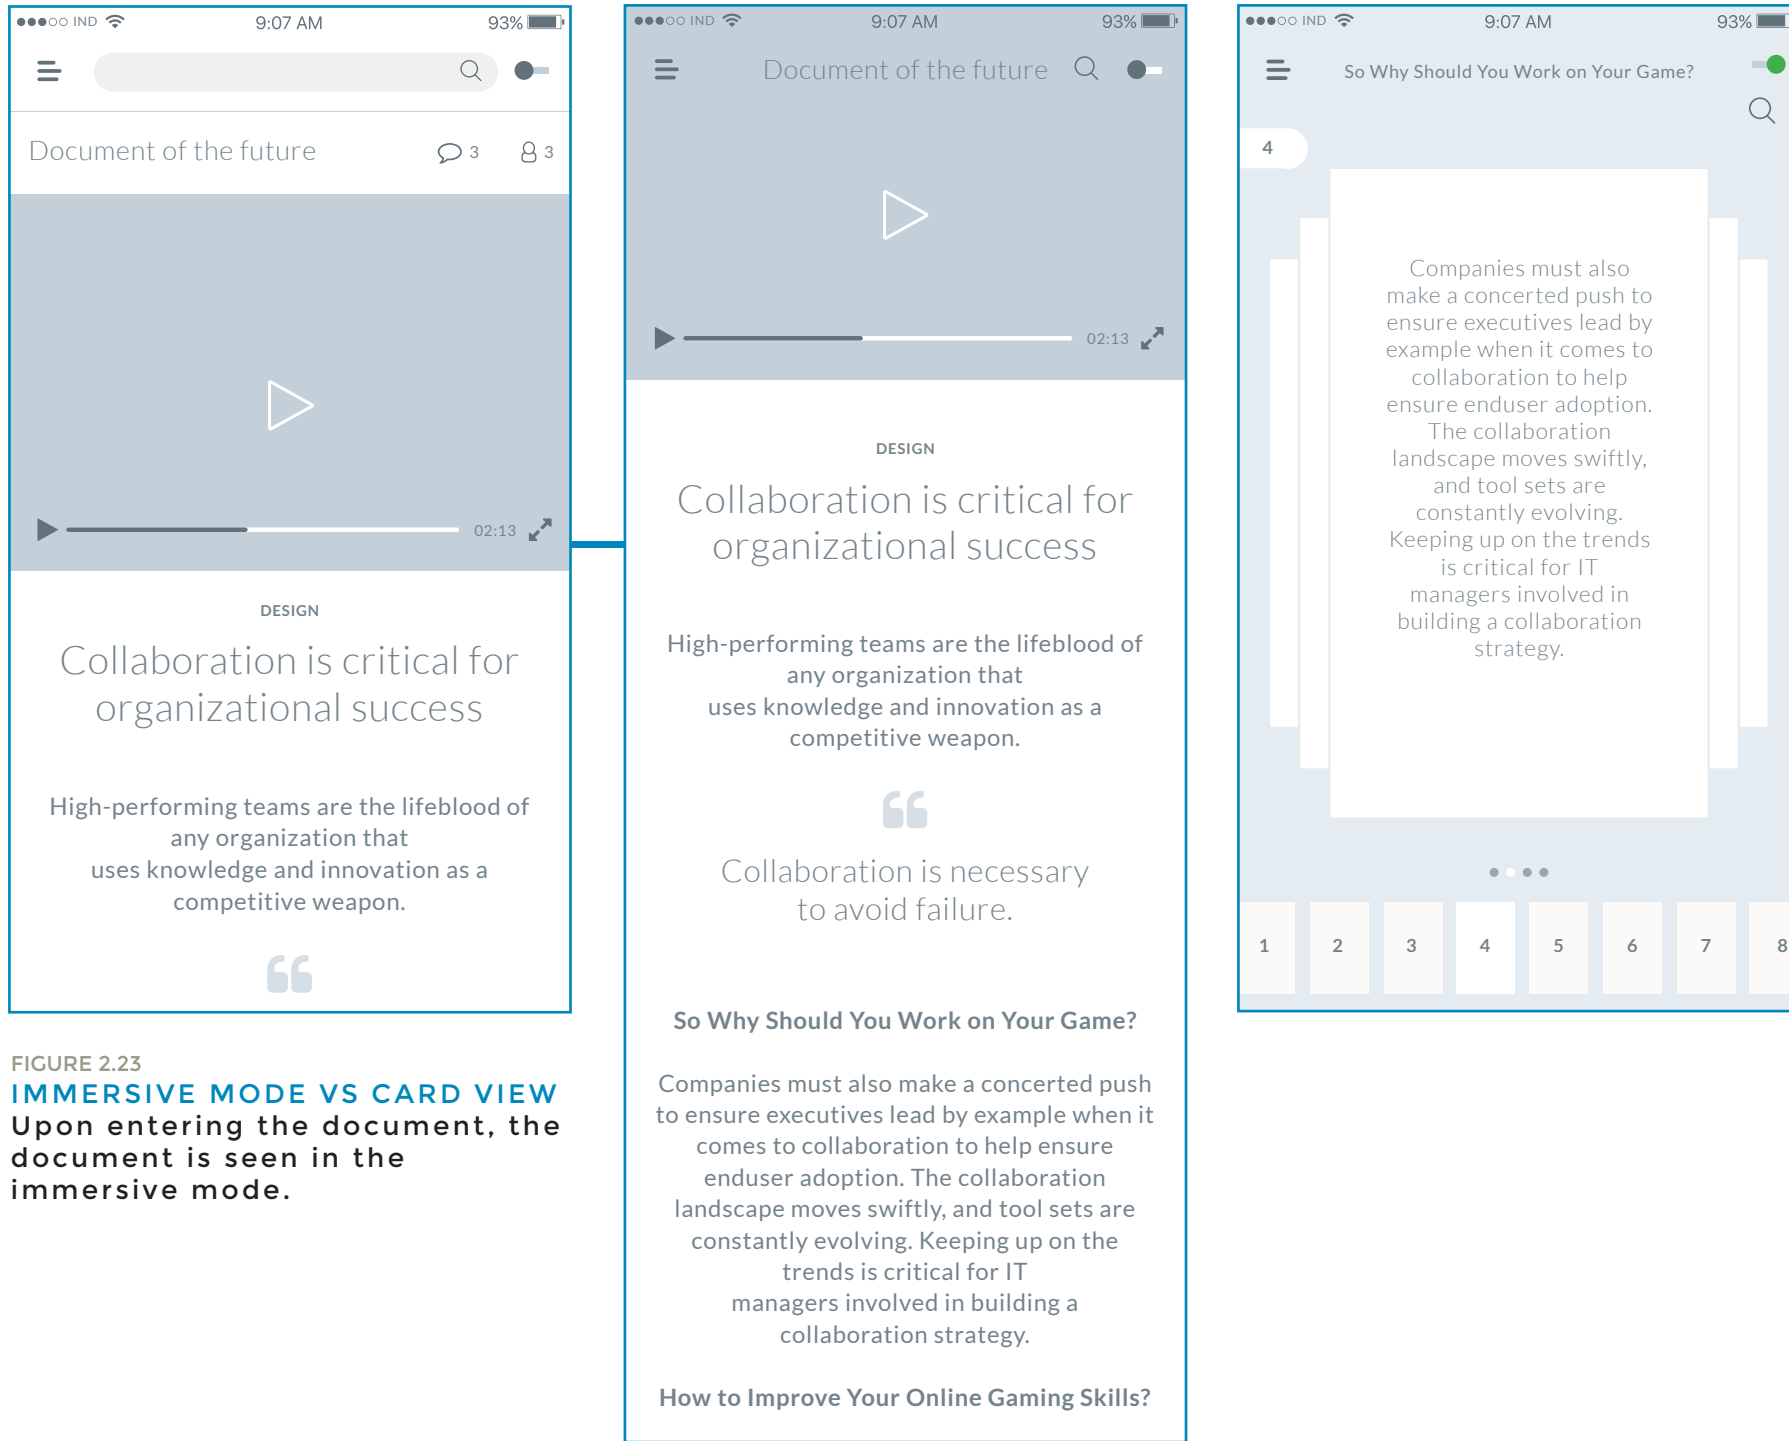 IND
9:07 AM
93%
Document of the future
3
3
02:13
DESIGN
Collaboration is critical for
organizational success
High-performing teams are the lifeblood of
any organization that
uses knowledge and innovation as a
competitive weapon.
“
FIGURE 2.23
IMMERSIVE MODE VS CARD VIEW
Upon entering the document, the
document is seen in the
immersive mode.
IND
9:07 AM
93%
Document of the future
02:13
DESIGN
Collaboration is critical for
organizational success
High-performing teams are the lifeblood of
any organization that
uses knowledge and innovation as a
competitive weapon.
“
Collaboration is necessary
to avoid failure.
So Why Should You Work on Your Game?
Companies must also make a concerted push
to ensure executives lead by example when it
comes to collaboration to help ensure
enduser adoption. The collaboration
landscape moves swiftly, and tool sets are
constantly evolving. Keeping up on the
trends is critical for IT
managers involved in building a
collaboration strategy.
How to Improve Your Online Gaming Skills?
IND
9:07 AM
93%
So Why Should You Work on Your Game?
4
Companies must also
make a concerted push to
ensure executives lead by
example when it comes to
collaboration to help
ensure enduser adoption.
The collaboration
landscape moves swiftly,
and tool sets are
constantly evolving.
Keeping up on the trends
is critical for IT
managers involved in
building a collaboration
strategy.
1 2 3 4 5 6 7 8